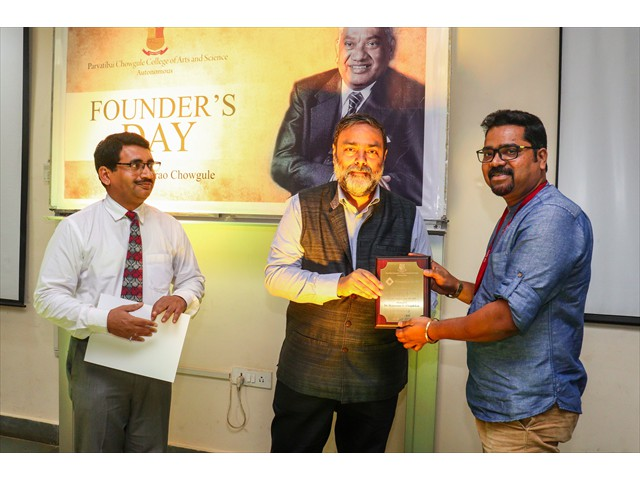 Parvatibai Chowgule College of Arts and Science
Autonomous
FOUNDER'S
DAY
rao Chowgule